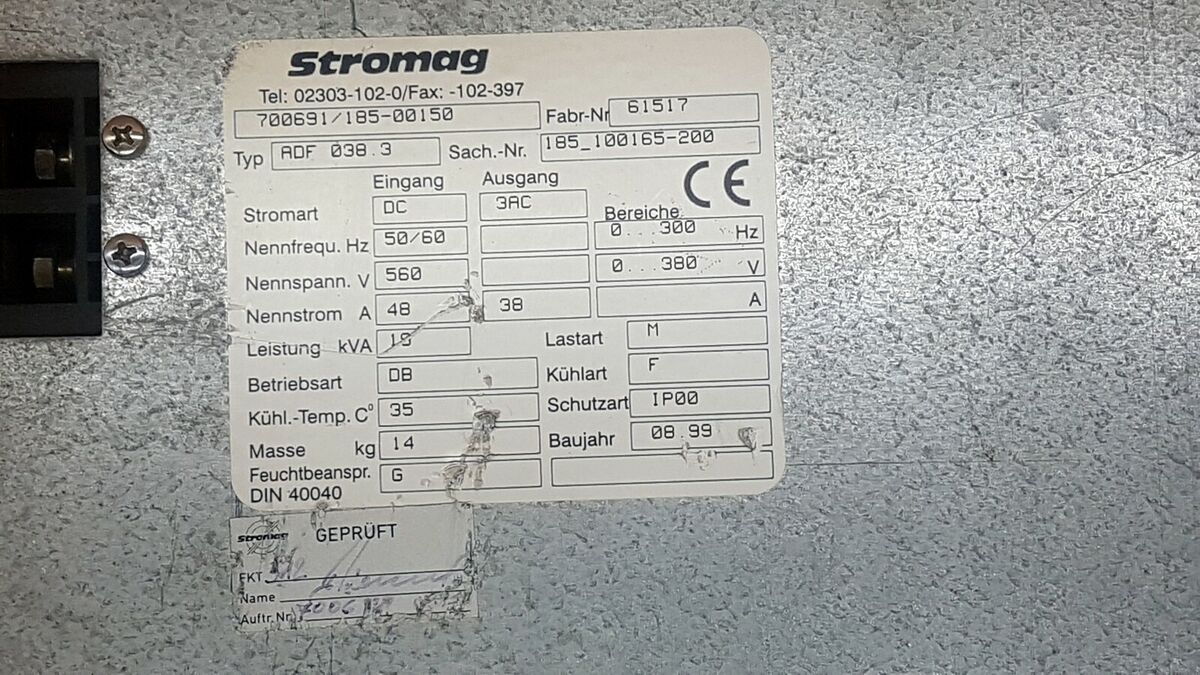 Stromag
Tel: 02303-102-0/Fax: -102-397
700691/185-00150 Fabr-Nr 61517
Typ ADF 038.3 Sach.-Nr. 185_100165-200
Eingang Ausgang CE
Stromart DC 3AC Bereiche
Nennfrequ. Hz 50/60 0...300 Hz
Nennspann. V 560 0...380 V
Nennstrom A 48 38 A
Leistung kVA Lastart M
Betriebsart DB Kühlart F
Kühl.-Temp. C° 35 Schutzart IP00
Masse kg 14 Baujahr 08.99
Feuchtbeanspr. G
DIN 40040
Stromag GEPRÜFT
FKT
Name
Auftr.Nr.